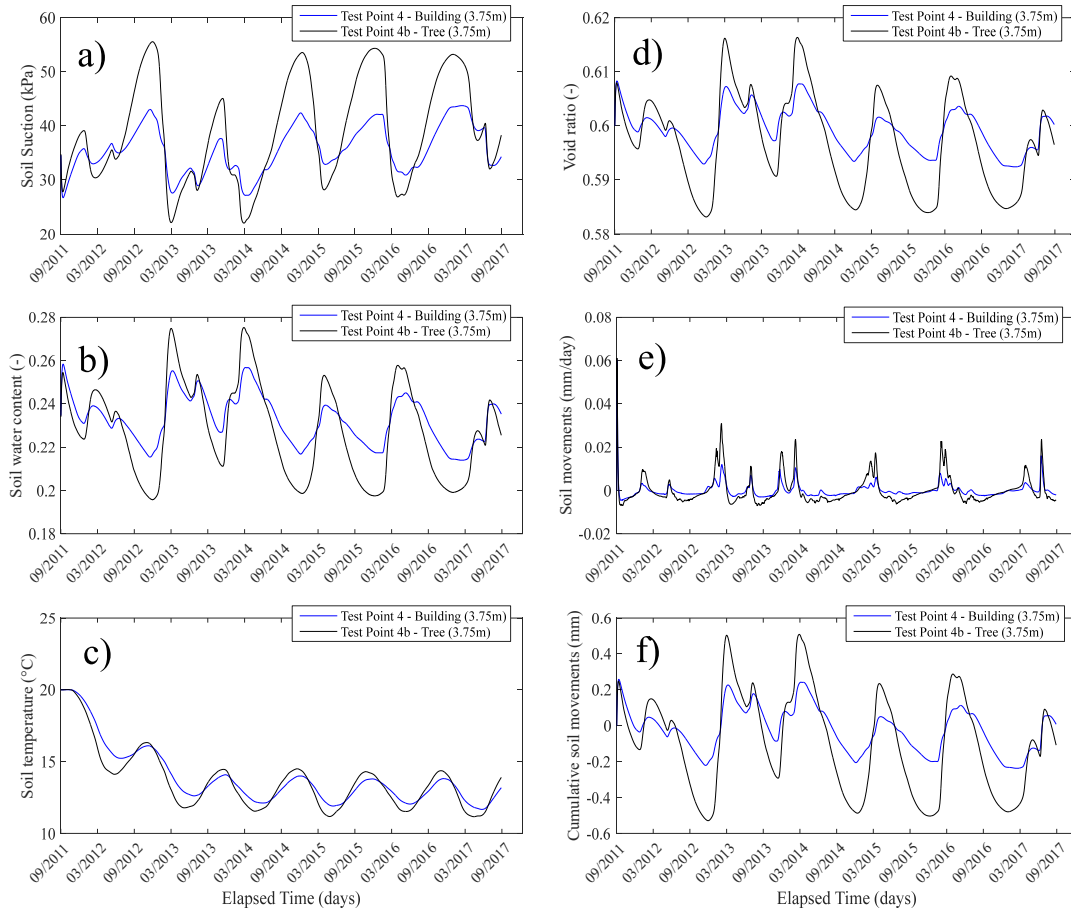 Test Point 4 - Building (3.75m)
Test Point 4b - Tree (3.75m)
a)
Soil Suction (kPa)
60
50
40
30
20
09/2011 03/2012 09/2012 03/2013 09/2013 03/2014 09/2014 03/2015 09/2015 03/2016 09/2016 03/2017 09/2017
Test Point 4 - Building (3.75m)
Test Point 4b - Tree (3.75m)
d)
Void ratio (-)
0.62
0.61
0.6
0.59
0.58
09/2011 03/2012 09/2012 03/2013 09/2013 03/2014 09/2014 03/2015 09/2015 03/2016 09/2016 03/2017 09/2017
Test Point 4 - Building (3.75m)
Test Point 4b - Tree (3.75m)
b)
Soil water content (-)
0.28
0.26
0.24
0.22
0.2
0.18
09/2011 03/2012 09/2012 03/2013 09/2013 03/2014 09/2014 03/2015 09/2015 03/2016 09/2016 03/2017 09/2017
Test Point 4 - Building (3.75m)
Test Point 4b - Tree (3.75m)
e)
Soil movements (mm/day)
0.08
0.06
0.04
0.02
0
-0.02
09/2011 03/2012 09/2012 03/2013 09/2013 03/2014 09/2014 03/2015 09/2015 03/2016 09/2016 03/2017 09/2017
Test Point 4 - Building (3.75m)
Test Point 4b - Tree (3.75m)
c)
Soil temperature (°C)
25
20
15
10
09/2011 03/2012 09/2012 03/2013 09/2013 03/2014 09/2014 03/2015 09/2015 03/2016 09/2016 03/2017 09/2017
Elapsed Time (days)
Test Point 4 - Building (3.75m)
Test Point 4b - Tree (3.75m)
f)
Cumulative soil movements (mm)
0.6
0.4
0.2
0
-0.2
-0.4
-0.6
09/2011 03/2012 09/2012 03/2013 09/2013 03/2014 09/2014 03/2015 09/2015 03/2016 09/2016 03/2017 09/2017
Elapsed Time (days)